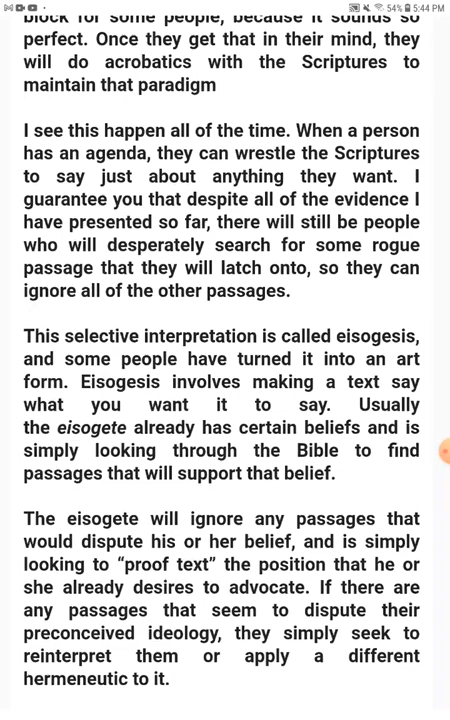 54% 5:44 PM
block for some people, because it sounds so
perfect. Once they get that in their mind, they
will do acrobatics with the Scriptures to
maintain that paradigm
I see this happen all of the time. When a person
has an agenda, they can wrestle the Scriptures
to say just about anything they want. I
guarantee you that despite all of the evidence I
have presented so far, there will still be people
who will desperately search for some rogue
passage that they will latch onto, so they can
ignore all of the other passages.
This selective interpretation is called eisogesis,
and some people have turned it into an art
form. Eisogesis involves making a text say
what you want it to say. Usually
the eisogete already has certain beliefs and is
simply looking through the Bible to find
passages that will support that belief.
The eisogete will ignore any passages that
would dispute his or her belief, and is simply
looking to “proof text” the position that he or
she already desires to advocate. If there are
any passages that seem to dispute their
preconceived ideology, they simply seek to
reinterpret them or apply a different
hermeneutic to it.